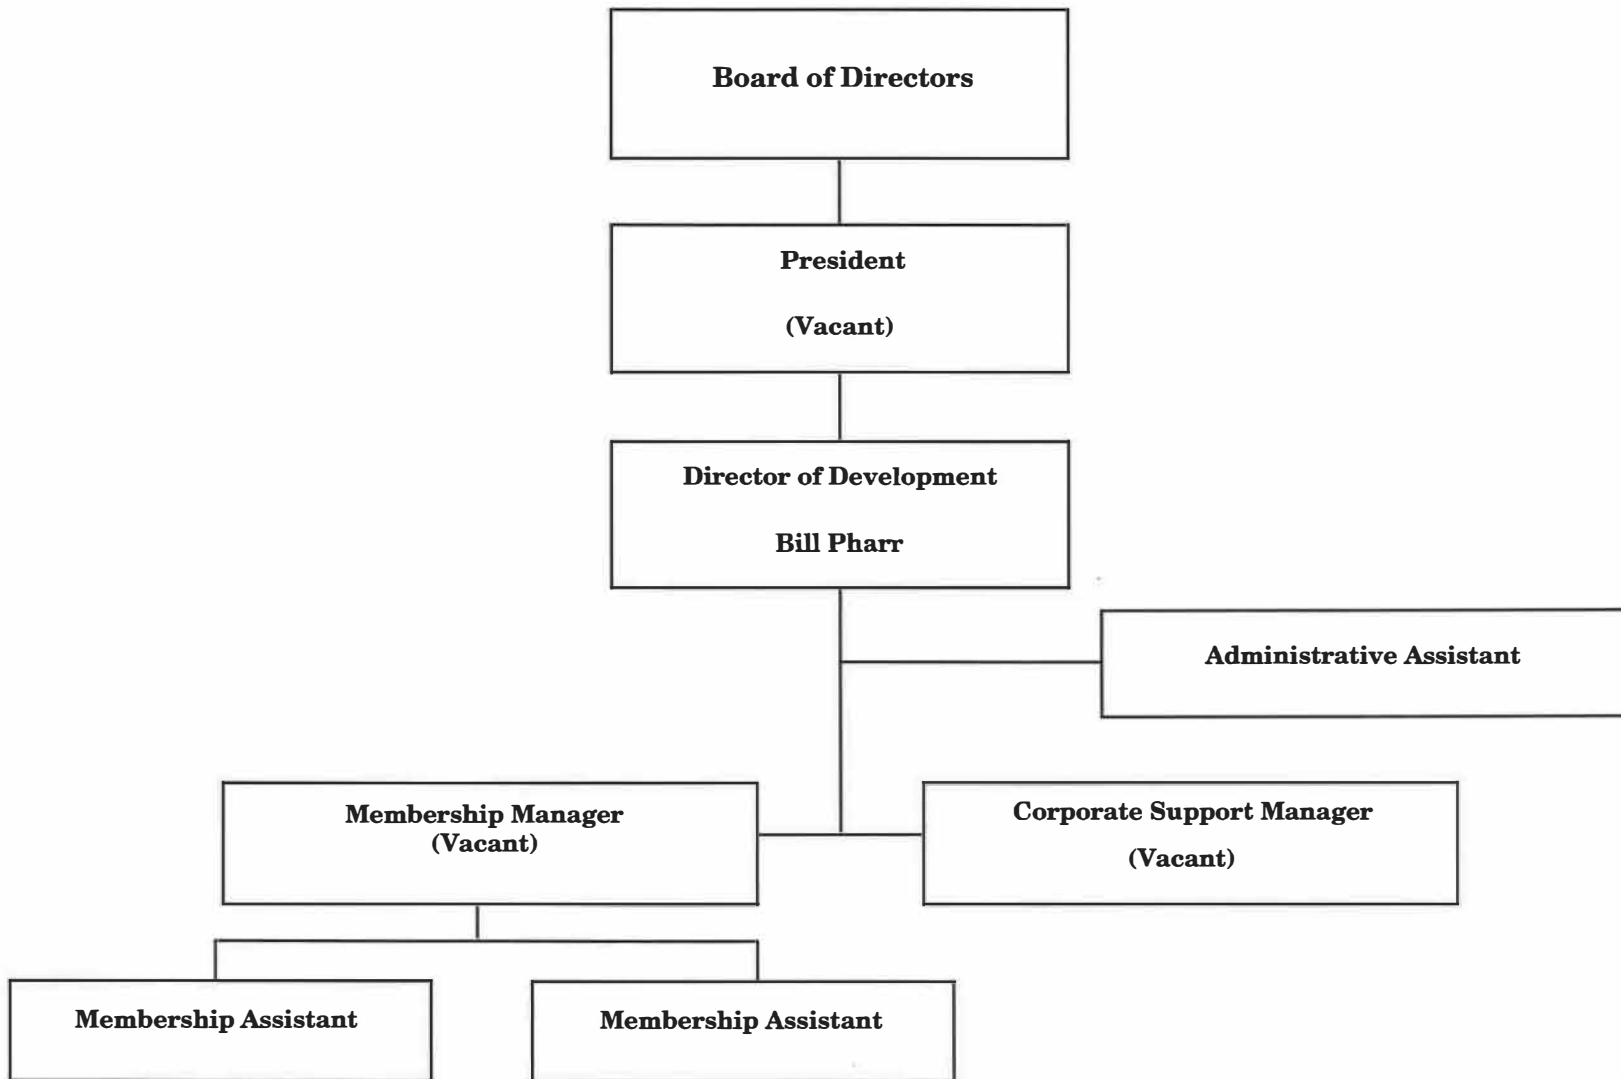 Board of Directors
President
(Vacant)
Director of Development
Bill Pharr
Administrative Assistant
Membership Manager
(Vacant)
Corporate Support Manager
(Vacant)
Membership Assistant
Membership Assistant